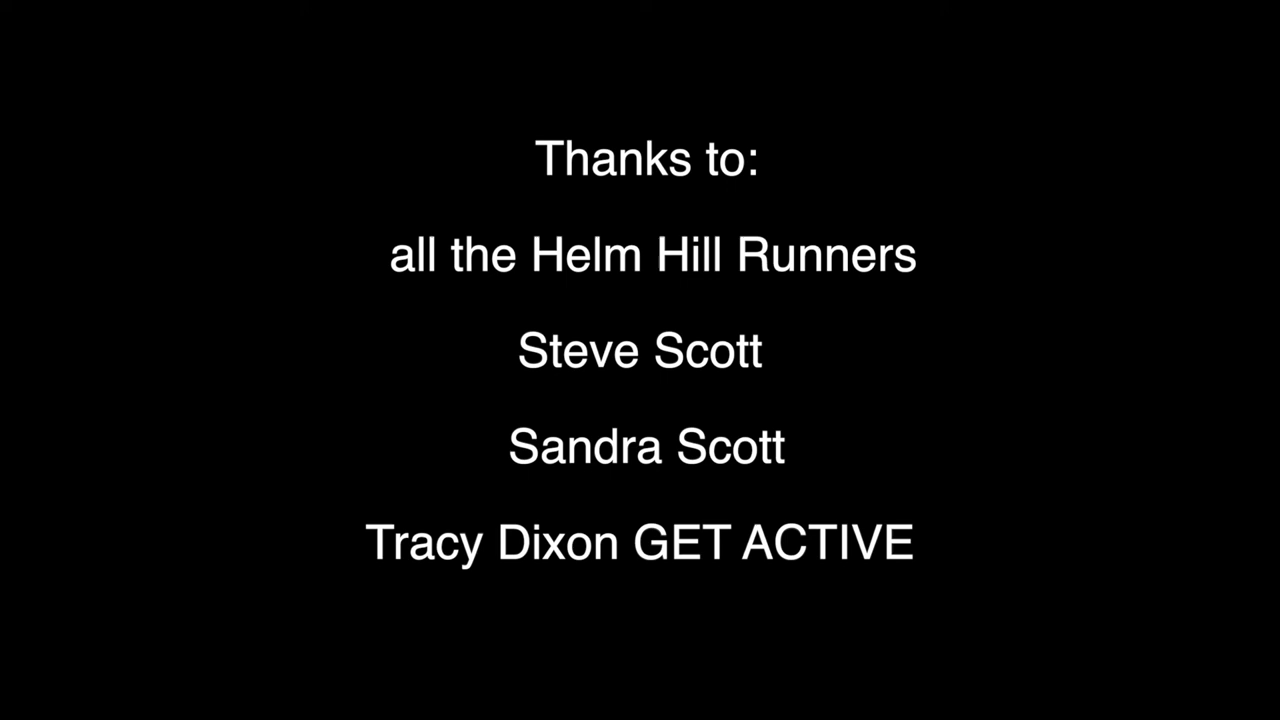 Thanks to:
all the Helm Hill Runners
Steve Scott
Sandra Scott
Tracy Dixon GET ACTIVE